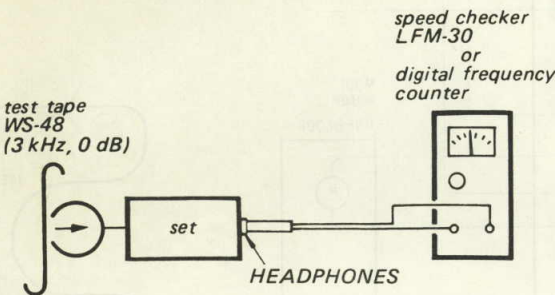 speed checker
LFM-30
or
digital frequency
counter
test tape
WS-48
(3 kHz, 0 dB)
set
HEADPHONES